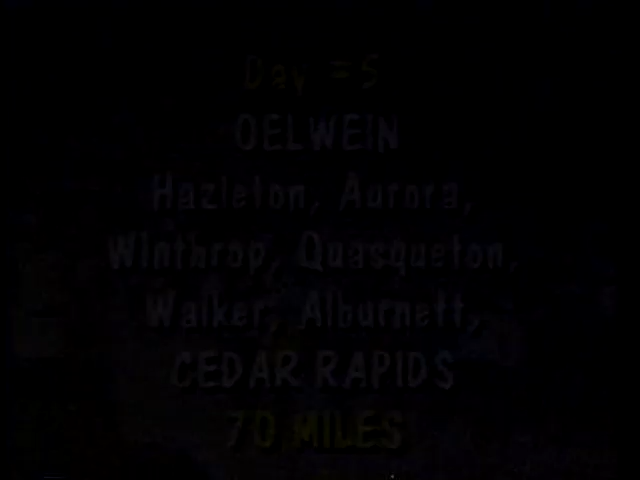 Day #5
OELWEIN
Hazleton, Aurora,
Winthrop, Quasqueton,
Walker, Alburnett,
CEDAR RAPIDS
70 MILES